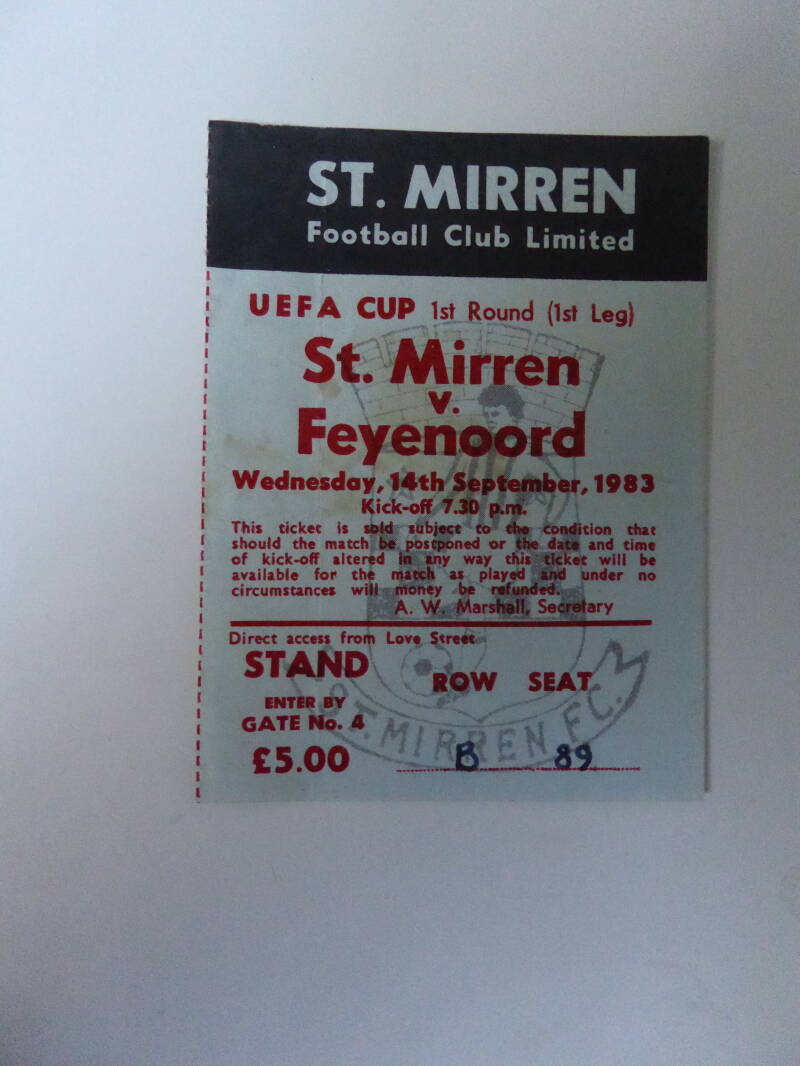 ST. MIRREN
Football Club Limited
UEFA CUP 1st Round (1st Leg)
St. Mirren
v.
Feyenoord
Wednesday, 14th September, 1983
Kick-off 7.30 p.m.
This ticket is sold subject to the condition that
should the match be postponed or the date and time
of kick-off altered in any way this ticket will be
available for the match as played and under no
circumstances will money be refunded.
A. W. Marshall, Secretary
Direct access from Love Street
STAND
ROW SEAT
ENTER BY
GATE No. 4
£5.00 B 89
ST. MIRREN F.C.